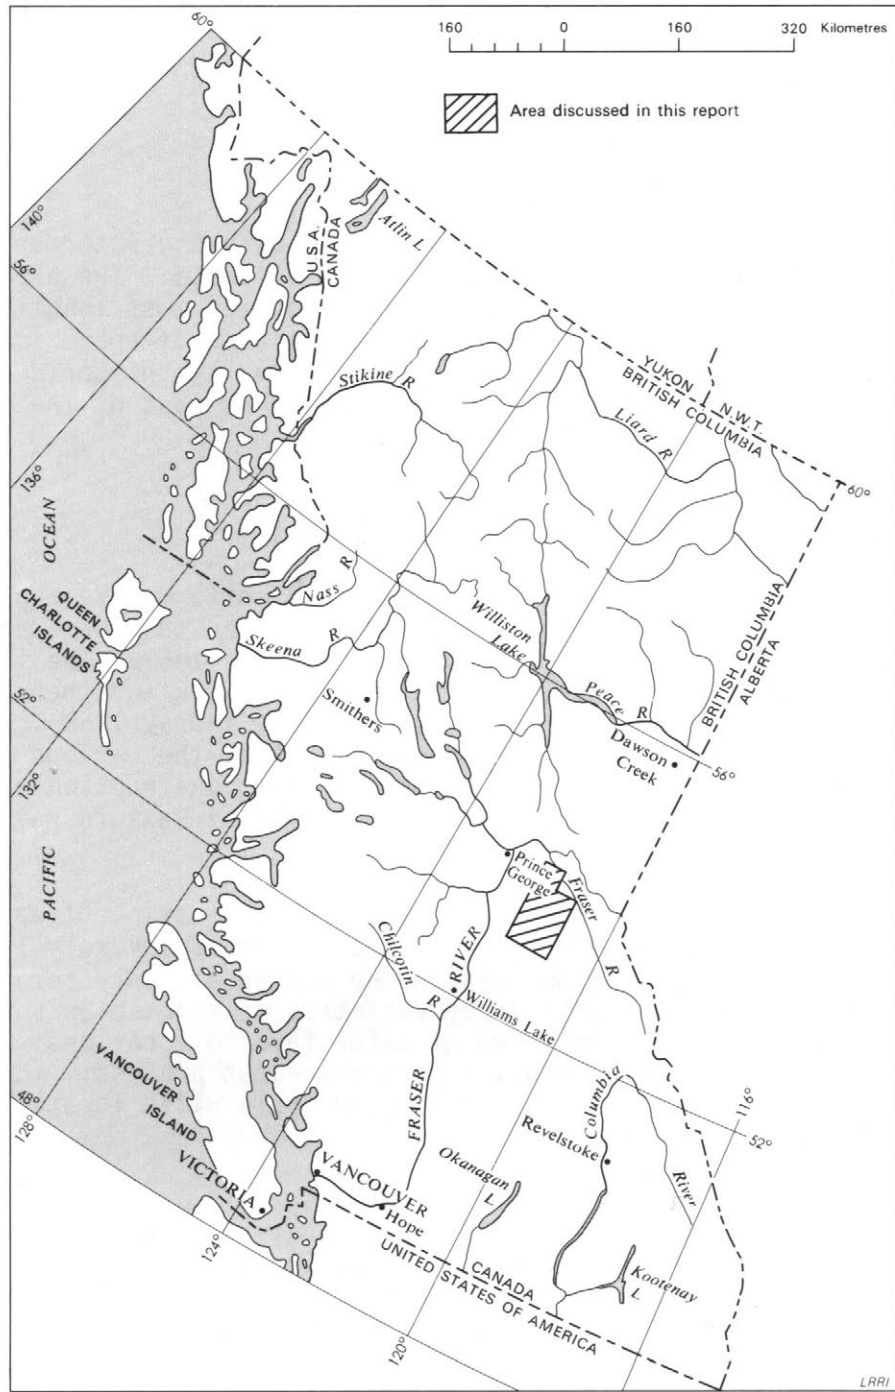 160 0 160 320 Kilometres
Area discussed in this report
60°
140°
56°
136°
52°
132°
48°
128°
124°
120°
116°
52°
56°
60°
Atlin L
U.S.A.
CANADA
YUKON
BRITISH COLUMBIA
N.W.T.
Stikine R
Liard R
OCEAN
PACIFIC
QUEEN
CHARLOTTE
ISLANDS
Nass R
Skeena R
Smithers
Williston
Lake
Peace R
BRITISH COLUMBIA
ALBERTA
Dawson
Creek
Prince
George
Fraser R
Chilcotin R
FRASER RIVER
Williams Lake
VANCOUVER
ISLAND
VICTORIA
VANCOUVER
Hope
Okanagan
L
Columbia River
Revelstoke
Kootenay
L
CANADA
UNITED STATES OF AMERICA
LRRI